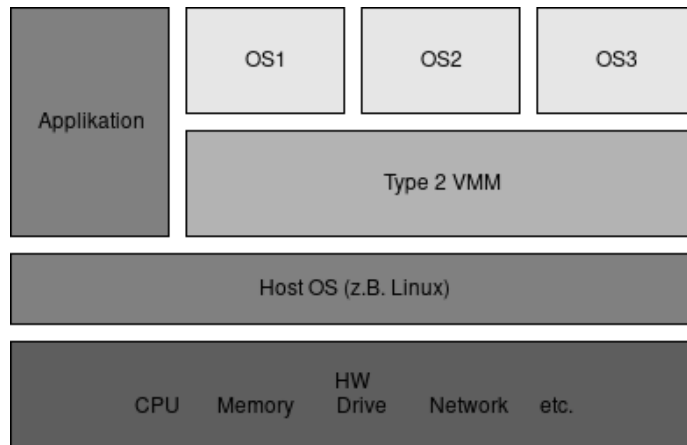 OS1 OS2 OS3
Applikation
Type 2 VMM
Host OS (z.B. Linux)
HW
CPU Memory Drive Network etc.